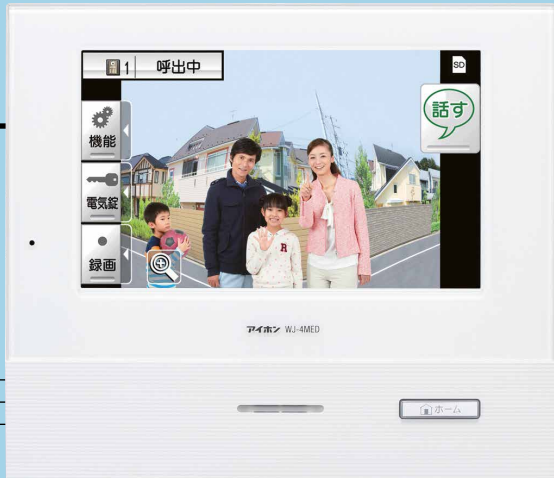 1 呼出中
SD
話す
機能
電気錠
録画
R
アイホン WJ-4MED
ホーム